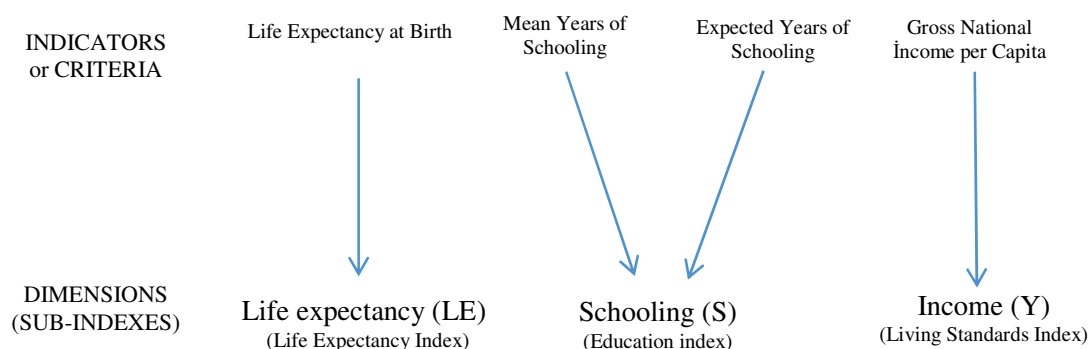 INDICATORS
or CRITERIA
Life Expectancy at Birth
Mean Years of
Schooling
Expected Years of
Schooling
Gross National
İncome per Capita
DIMENSIONS
(SUB-INDEXES)
Life expectancy (LE)
(Life Expectancy Index)
Schooling (S)
(Education index)
Income (Y)
(Living Standards Index)